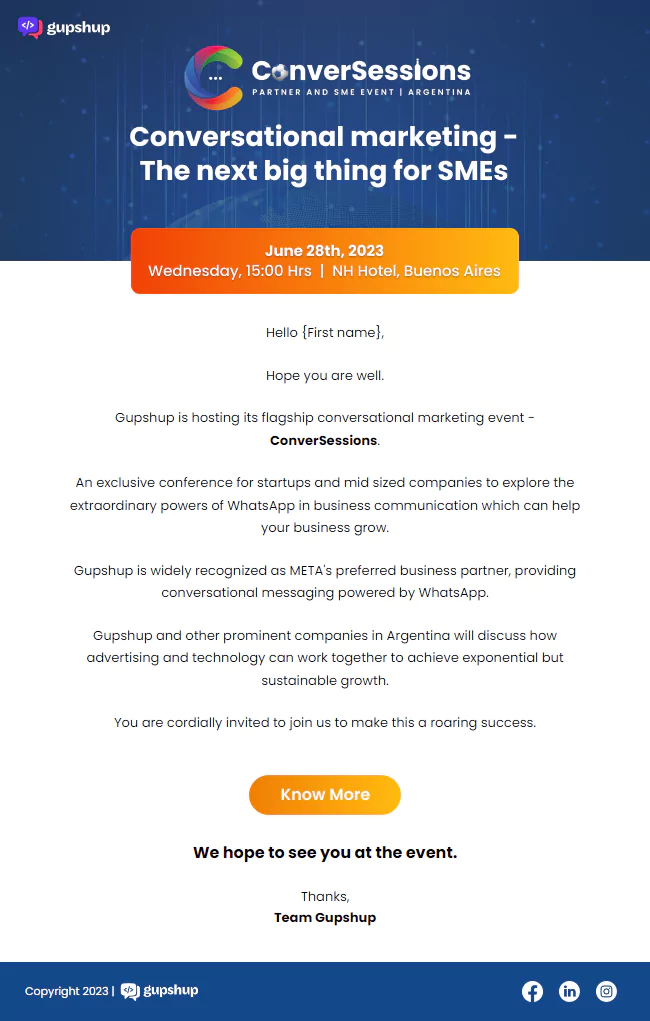 gupshup
ConverSessions
PARTNER AND SME EVENT | ARGENTINA
Conversational marketing -
The next big thing for SMEs
June 28th, 2023
Wednesday, 15:00 Hrs | NH Hotel, Buenos Aires
Hello {First name},
Hope you are well.
Gupshup is hosting its flagship conversational marketing event -
ConverSessions.
An exclusive conference for startups and mid sized companies to explore the
extraordinary powers of WhatsApp in business communication which can help
your business grow.
Gupshup is widely recognized as META's preferred business partner, providing
conversational messaging powered by WhatsApp.
Gupshup and other prominent companies in Argentina will discuss how
advertising and technology can work together to achieve exponential but
sustainable growth.
You are cordially invited to join us to make this a roaring success.
Know More
We hope to see you at the event.
Thanks,
Team Gupshup
Copyright 2023 | gupshup